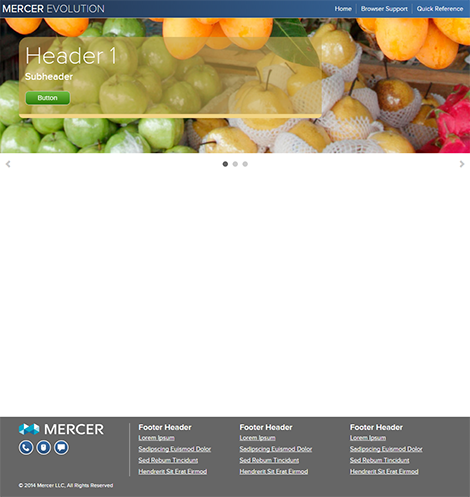 MERCER EVOLUTION
Home Browser Support Quick Reference
Header 1
Subheader
Button
MERCER
Footer Header
Lorem Ipsum
Sadipscing Euismod Dolor
Sed Rebum Tincidunt
Hendrerit Sit Erat Eirmod
Footer Header
Lorem Ipsum
Sadipscing Euismod Dolor
Sed Rebum Tincidunt
Hendrerit Sit Erat Eirmod
Footer Header
Lorem Ipsum
Sadipscing Euismod Dolor
Sed Rebum Tincidunt
Hendrerit Sit Erat Eirmod
© 2014 Mercer LLC, All Rights Reserved